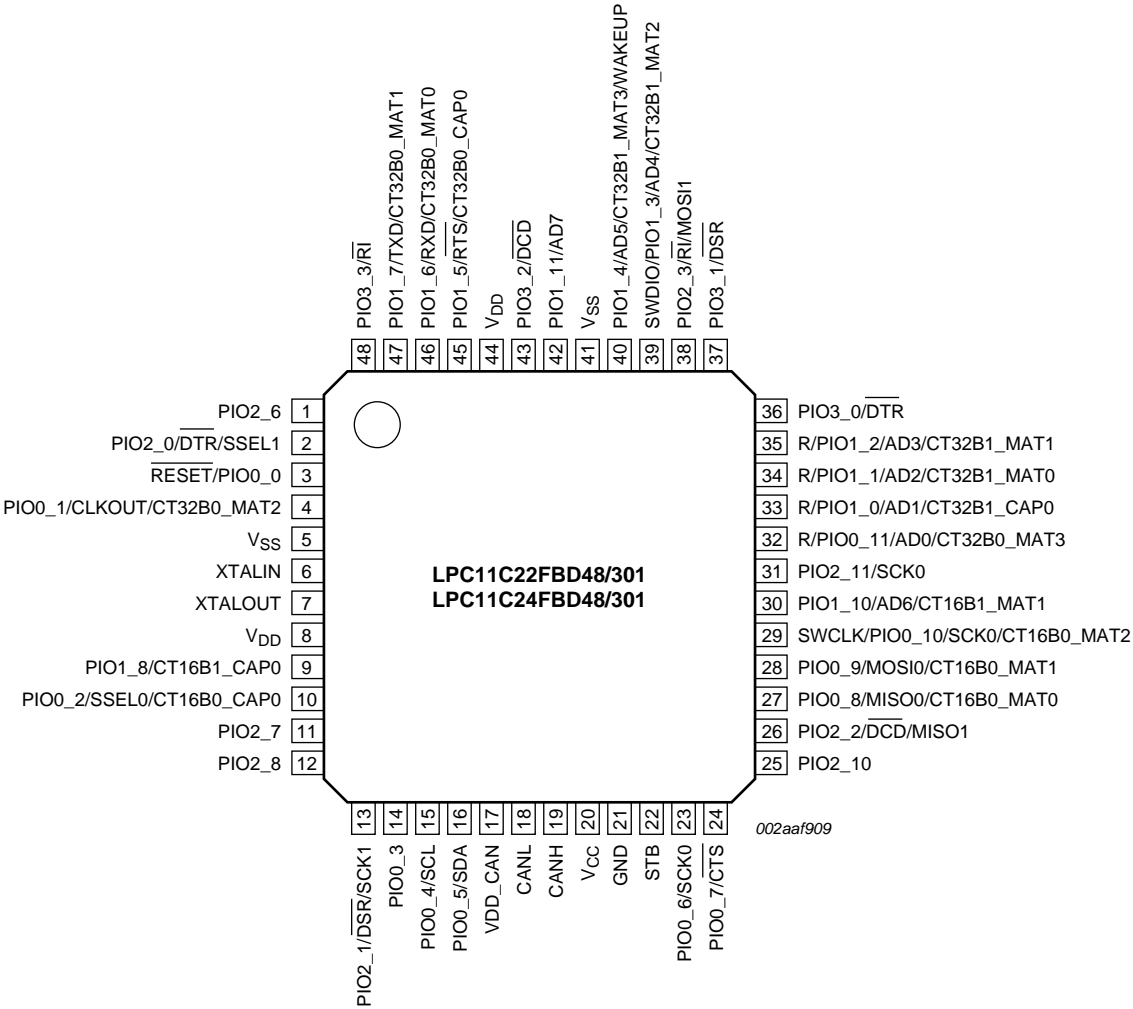 PIO3_3/RI
PIO1_7/TXD/CT32B0_MAT1
PIO1_6/RXD/CT32B0_MAT0
PIO1_5/RTS/CT32B0_CAP0
VDD
PIO3_2/DCD
PIO1_11/AD7
VSS
PIO1_4/AD5/CT32B1_MAT3/WAKEUP
SWDIO/PIO1_3/AD4/CT32B1_MAT2
PIO2_3/RI/MOSI1
PIO3_1/DSR
48
47
46
45
44
43
42
41
40
39
38
37
PIO2_6 1
PIO2_0/DTR/SSEL1 2
RESET/PIO0_0 3
PIO0_1/CLKOUT/CT32B0_MAT2 4
VSS 5
XTALIN 6
XTALOUT 7
VDD 8
PIO1_8/CT16B1_CAP0 9
PIO0_2/SSEL0/CT16B0_CAP0 10
PIO2_7 11
PIO2_8 12
LPC11C22FBD48/301
LPC11C24FBD48/301
36 PIO3_0/DTR
35 R/PIO1_2/AD3/CT32B1_MAT1
34 R/PIO1_1/AD2/CT32B1_MAT0
33 R/PIO1_0/AD1/CT32B1_CAP0
32 R/PIO0_11/AD0/CT32B0_MAT3
31 PIO2_11/SCK0
30 PIO1_10/AD6/CT16B1_MAT1
29 SWCLK/PIO0_10/SCK0/CT16B0_MAT2
28 PIO0_9/MOSI0/CT16B0_MAT1
27 PIO0_8/MISO0/CT16B0_MAT0
26 PIO2_2/DCD/MISO1
25 PIO2_10
13
14
15
16
17
18
19
20
21
22
23
24
PIO2_1/DSR/SCK1
PIO0_3
PIO0_4/SCL
PIO0_5/SDA
VDD_CAN
CANL
CANH
VCC
GND
STB
PIO0_6/SCK0
PIO0_7/CTS
002aaf909